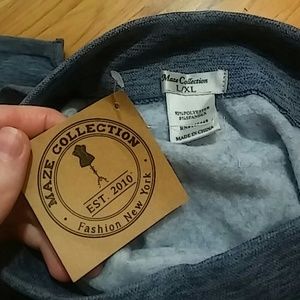 MAZE COLLECTION
EST. 2010
Fashion New York
Maze Collection
L/XL
MADE IN CHINA